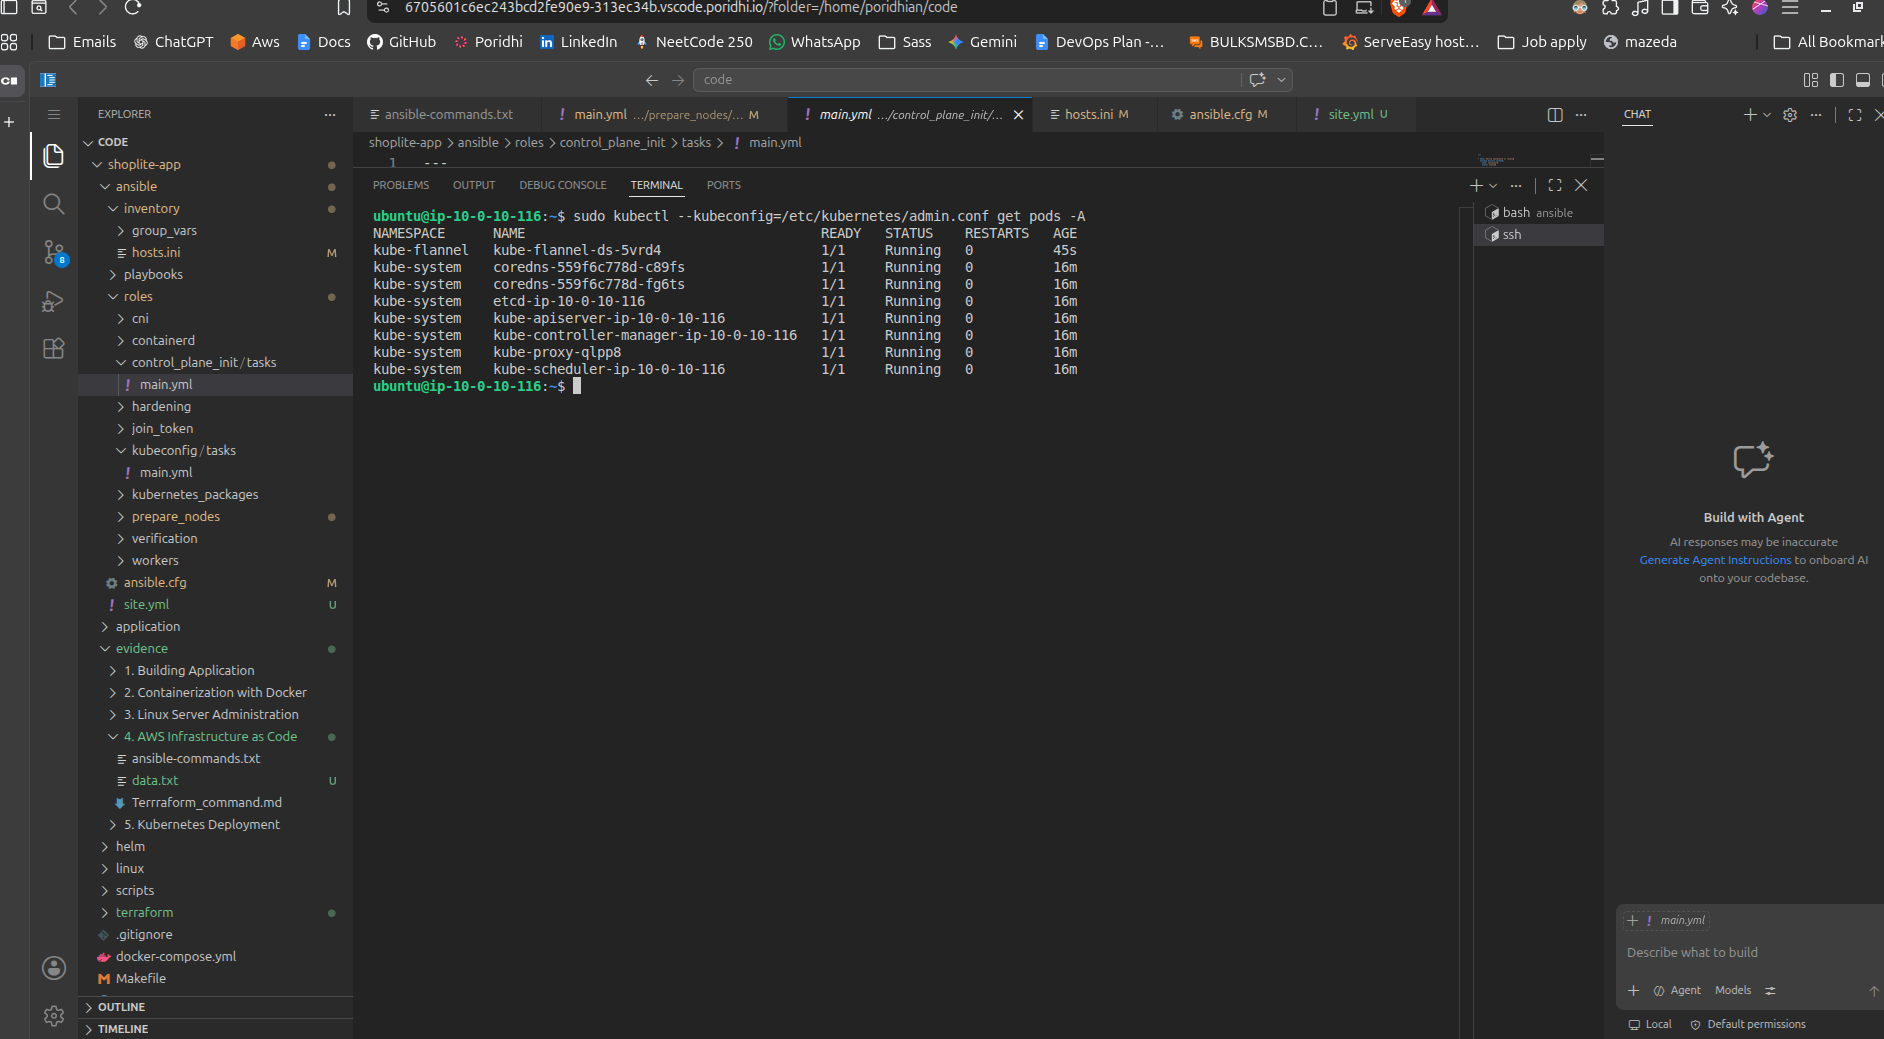 6705601c6ec243bcd2fe90e9-313ec34b.vscode.poridhi.io/?folder=/home/poridhian/code
Emails ChatGPT Aws Docs GitHub Poridhi LinkedIn NeetCode 250 WhatsApp Sass Gemini DevOps Plan -... BULKSMSBD.C... ServeEasy host... Job apply mazeda All Bookmark
code
EXPLORER
CODE
shoplite-app
ansible
inventory
group_vars
hosts.ini M
playbooks
roles
cni
containerd
control_plane_init/tasks
main.yml
hardening
join_token
kubeconfig/tasks
main.yml
kubernetes_packages
prepare_nodes
verification
workers
ansible.cfg M
site.yml U
application
evidence
1. Building Application
2. Containerization with Docker
3. Linux Server Administration
4. AWS Infrastructure as Code
ansible-commands.txt
data.txt U
Terrraform_command.md
5. Kubernetes Deployment
helm
linux
scripts
terraform
.gitignore
docker-compose.yml
Makefile
OUTLINE
TIMELINE
8
ansible-commands.txt main.yml .../prepare_nodes/... M main.yml .../control_plane_init/... hosts.ini M ansible.cfg M site.yml U
shoplite-app > ansible > roles > control_plane_init > tasks > main.yml
1 ---
PROBLEMS OUTPUT DEBUG CONSOLE TERMINAL PORTS
ubuntu@ip-10-0-10-116:~$ sudo kubectl --kubeconfig=/etc/kubernetes/admin.conf get pods -A
NAMESPACE NAME READY STATUS RESTARTS AGE
kube-flannel kube-flannel-ds-5vrd4 1/1 Running 0 45s
kube-system coredns-559f6c778d-c89fs 1/1 Running 0 16m
kube-system coredns-559f6c778d-fg6ts 1/1 Running 0 16m
kube-system etcd-ip-10-0-10-116 1/1 Running 0 16m
kube-system kube-apiserver-ip-10-0-10-116 1/1 Running 0 16m
kube-system kube-controller-manager-ip-10-0-10-116 1/1 Running 0 16m
kube-system kube-proxy-qlpp8 1/1 Running 0 16m
kube-system kube-scheduler-ip-10-0-10-116 1/1 Running 0 16m
ubuntu@ip-10-0-10-116:~$
bash ansible
ssh
CHAT
Build with Agent
AI responses may be inaccurate
Generate Agent Instructions to onboard AI
onto your codebase.
main.yml
Describe what to build
Agent Models
Local Default permissions